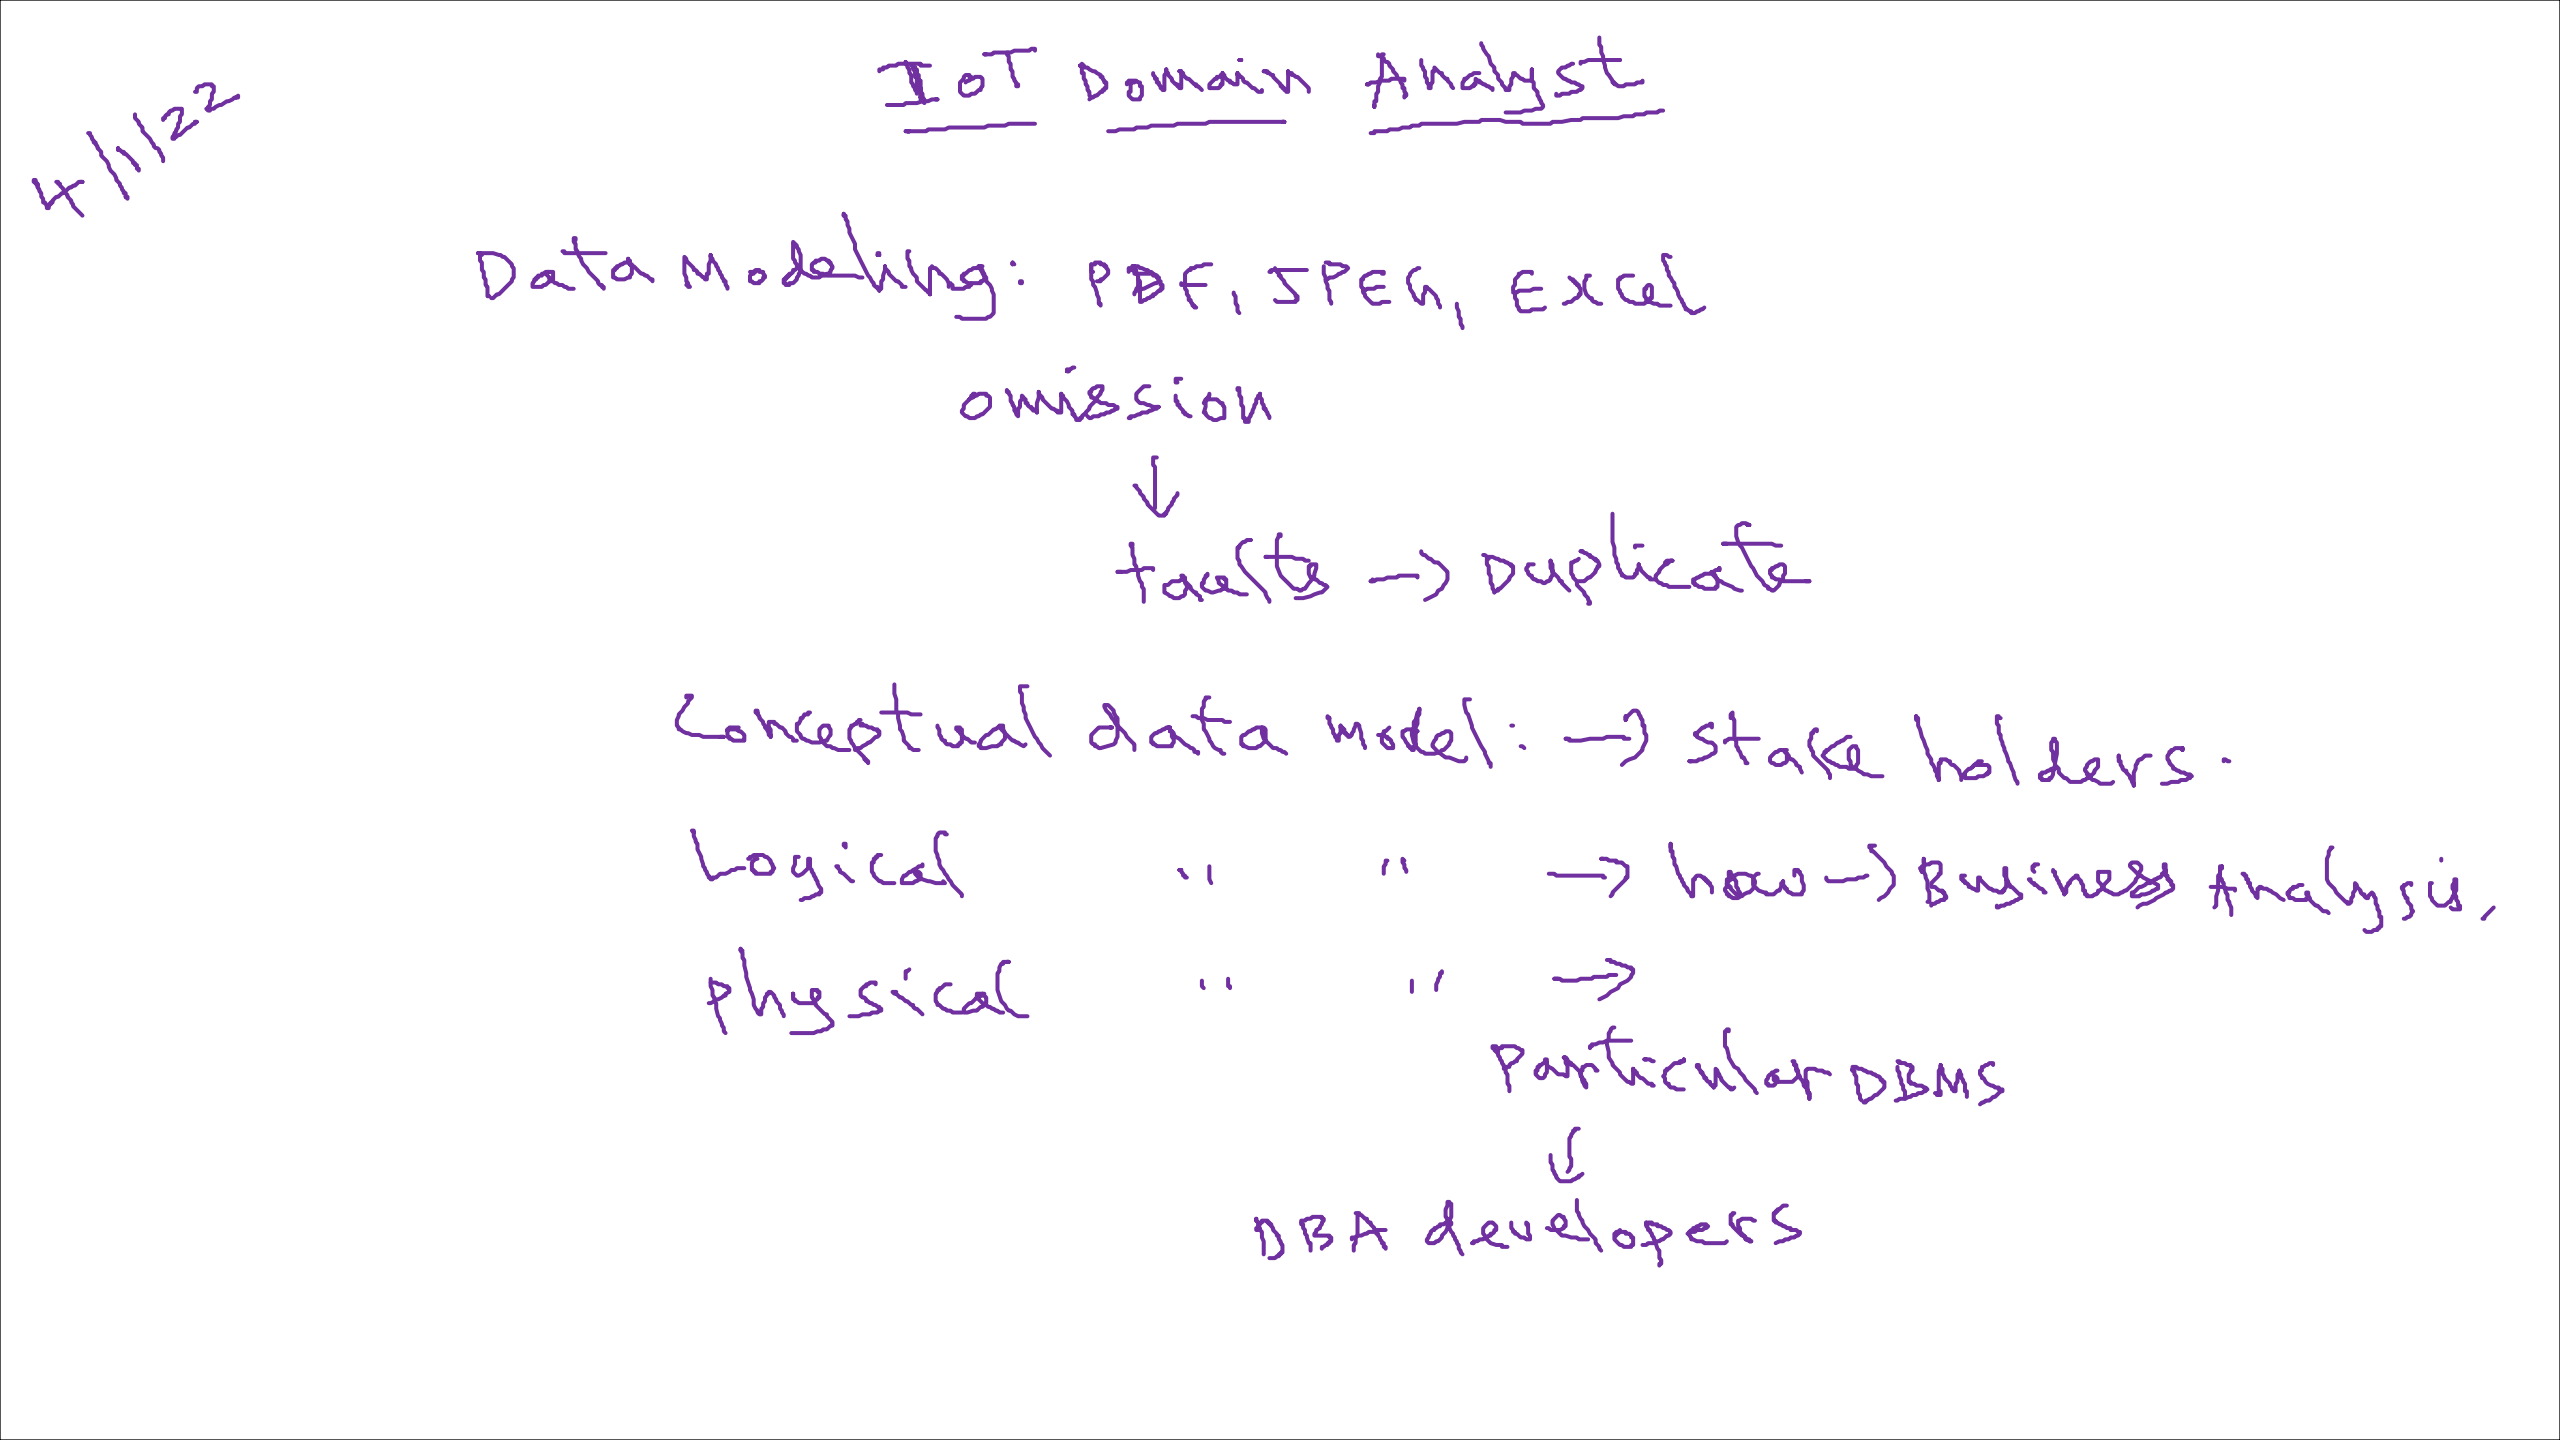 IoT Domain Analyst
4/1/22
Data Modeling: PDF, JPEG, Excel
omission
↓
→ Duplicate
Conceptual data model: → stake holders.
Logical " " → how → Business Analysis,
physical " " →
Particular DBMS
↓
DBA developers